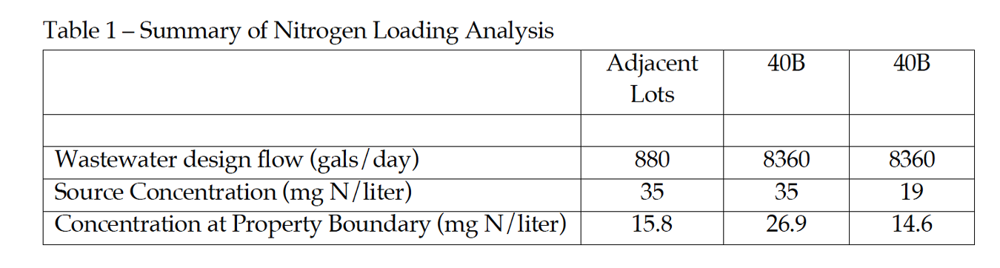 Table 1 – Summary of Nitrogen Loading Analysis
Adjacent Lots 40B 40B
Wastewater design flow (gals/day) 880 8360 8360
Source Concentration (mg N/liter) 35 35 19
Concentration at Property Boundary (mg N/liter) 15.8 26.9 14.6